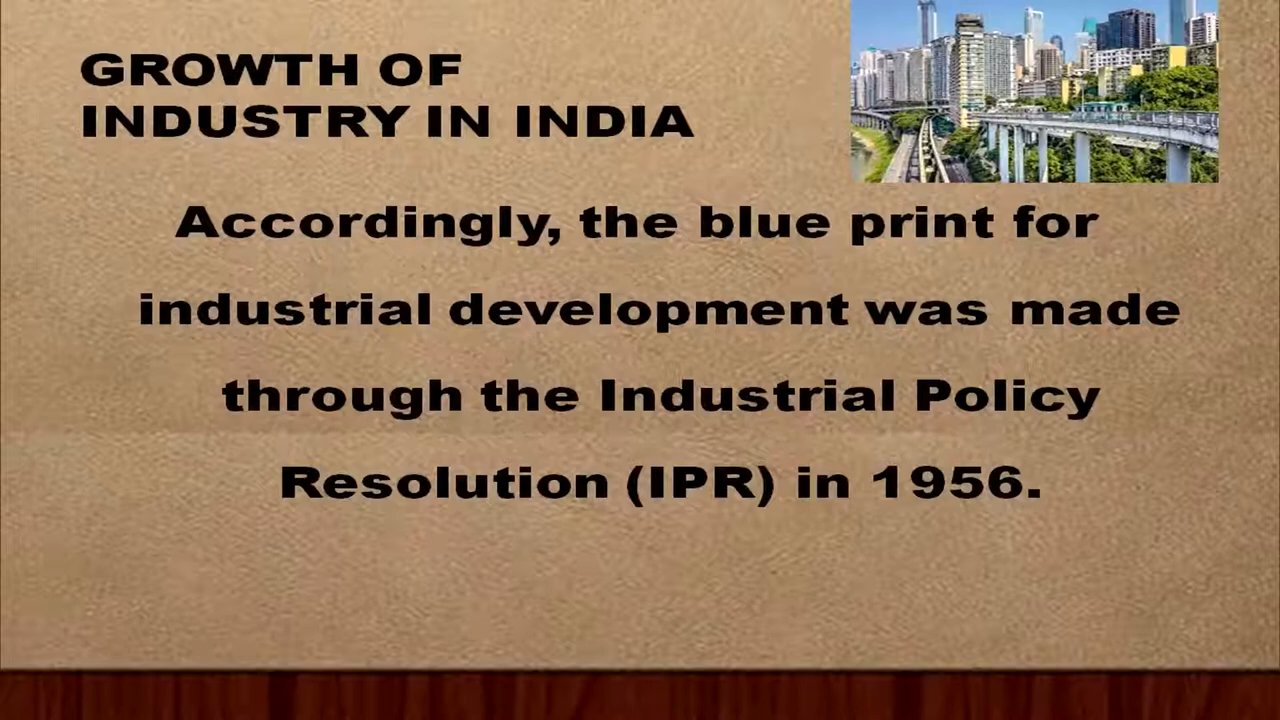 GROWTH OF
INDUSTRY IN INDIA
Accordingly, the blue print for
industrial development was made
through the Industrial Policy
Resolution (IPR) in 1956.